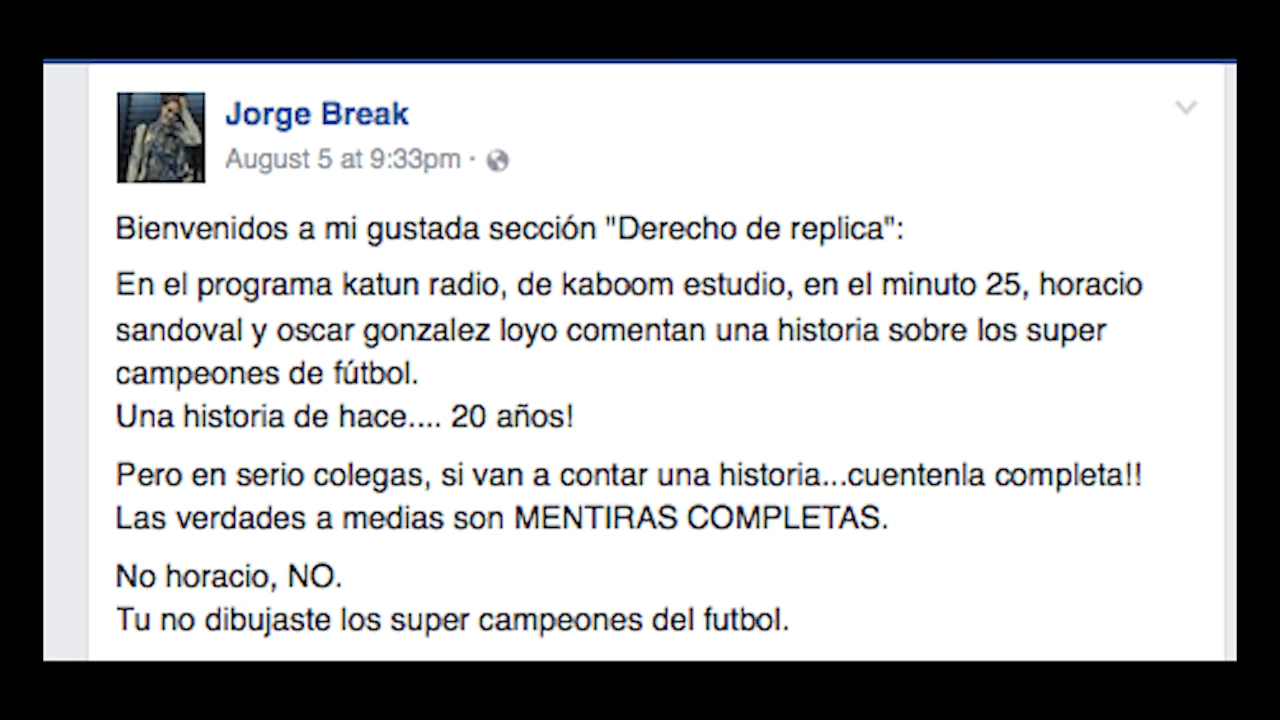 Jorge Break
August 5 at 9:33pm ·
Bienvenidos a mi gustada sección "Derecho de replica":
En el programa katun radio, de kaboom estudio, en el minuto 25, horacio
sandoval y oscar gonzalez loyo comentan una historia sobre los super
campeones de fútbol.
Una historia de hace.... 20 años!
Pero en serio colegas, si van a contar una historia...cuentenla completa!!
Las verdades a medias son MENTIRAS COMPLETAS.
No horacio, NO.
Tu no dibujaste los super campeones del futbol.